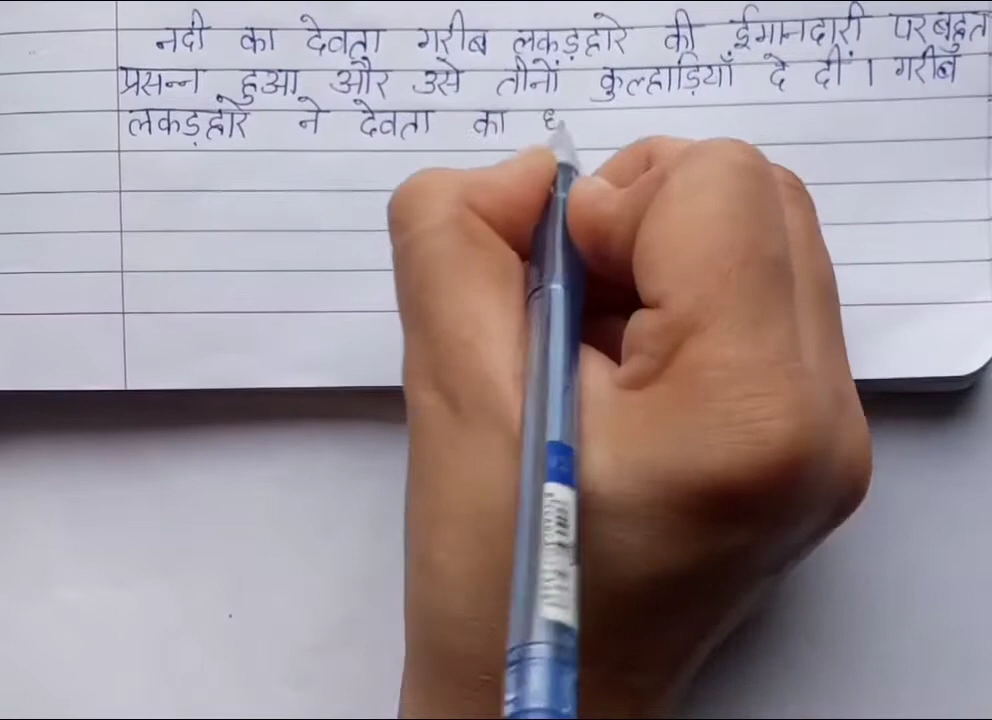 नदी का देवता गरीब लकड़हारे की ईमानदारी पर बहुत
प्रसन्न हुआ और उसे तीनों कुल्हाड़ियाँ दे दीं। गरीब
लकड़हारे ने देवता का